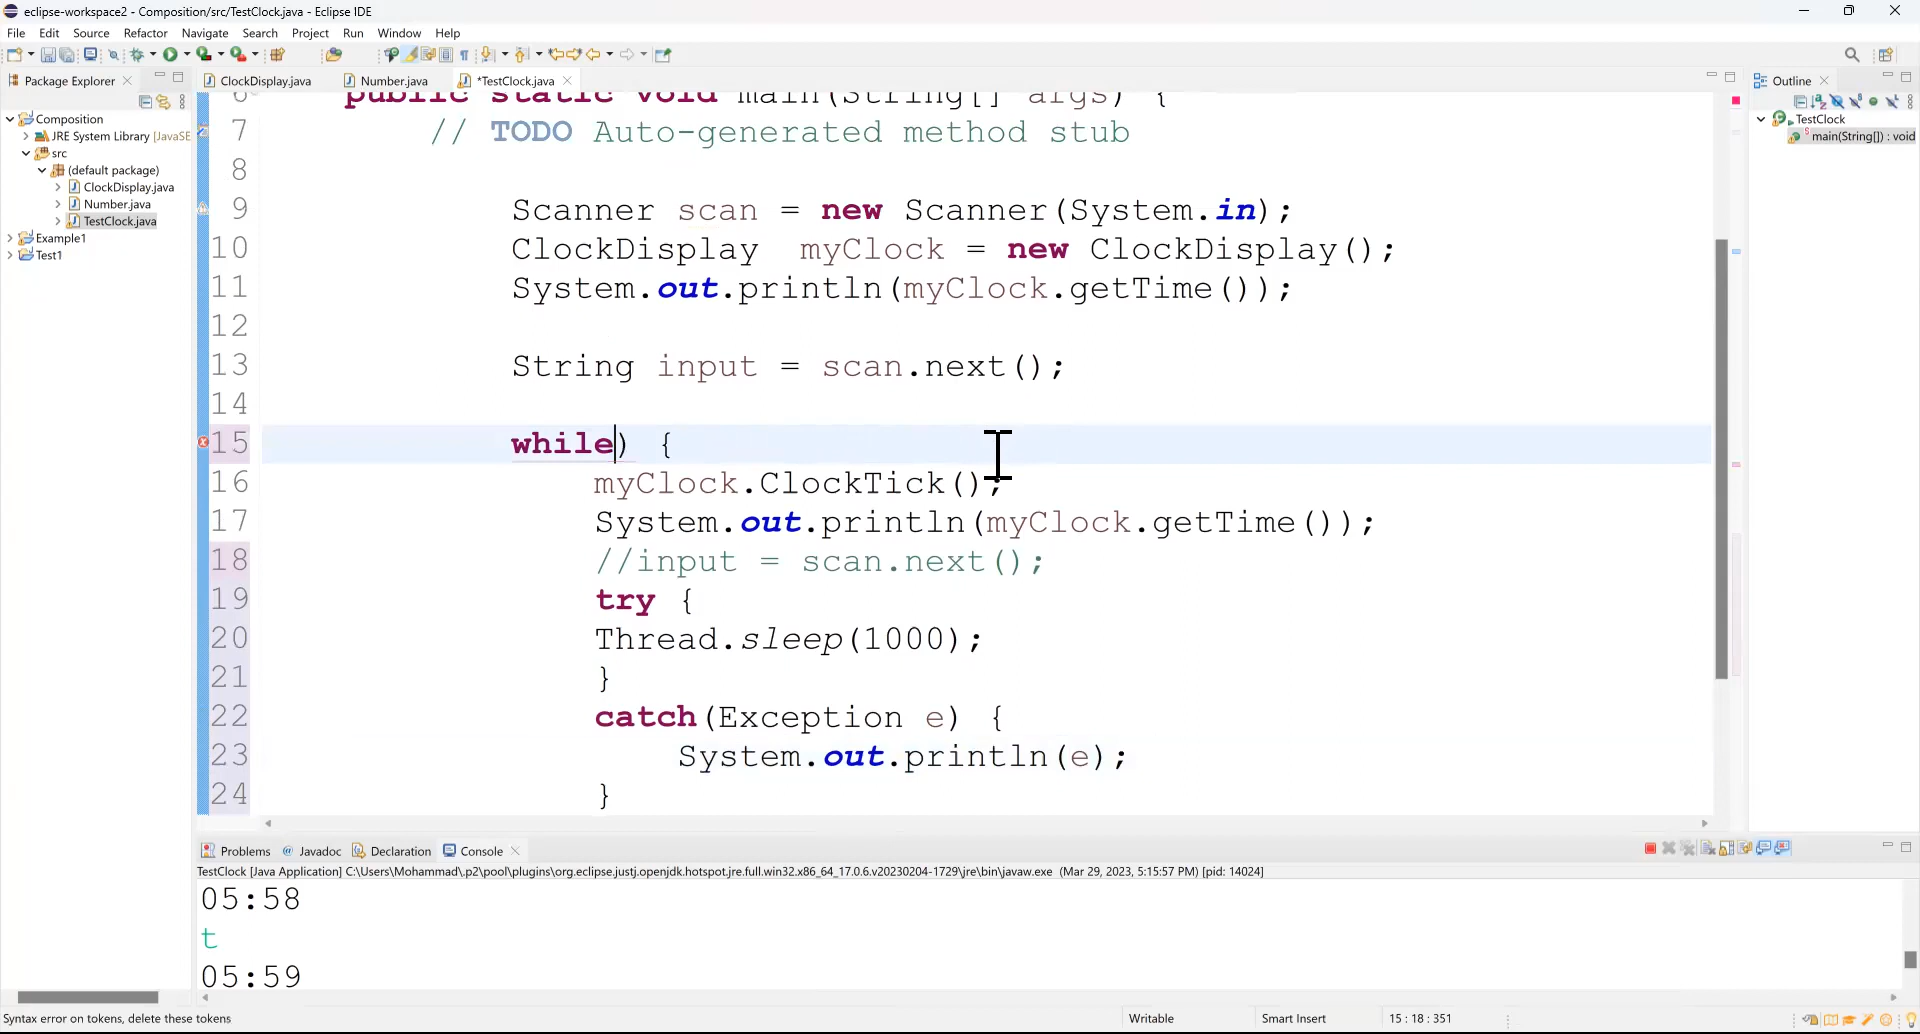 eclipse-workspace2 - Composition/src/TestClock.java - Eclipse IDE
File Edit Source Refactor Navigate Search Project Run Window Help
Package Explorer
ClockDisplay.java Number.java *TestClock.java
Outline
Composition
JRE System Library [JavaSE
src
(default package)
ClockDisplay.java
Number.java
TestClock.java
Example1
Test1
6 public static void main(String[] args) {
7 // TODO Auto-generated method stub
8
9 Scanner scan = new Scanner(System.in);
10 ClockDisplay  myClock = new ClockDisplay();
11 System.out.println(myClock.getTime());
12
13 String input = scan.next();
14
15 while) {
16 myClock.ClockTick();
17 System.out.println(myClock.getTime());
18 //input = scan.next();
19 try {
20 Thread.sleep(1000);
21 }
22 catch(Exception e) {
23 System.out.println(e);
24 }
TestClock
main(String[]) : void
Problems Javadoc Declaration Console
TestClock [Java Application] C:\Users\Mohammad\.p2\pool\plugins\org.eclipse.justj.openjdk.hotspot.jre.full.win32.x86_64_17.0.6.v20230204-1729\jre\bin\javaw.exe (Mar 29, 2023, 5:15:57 PM) [pid: 14024]
05:58
t
05:59
Syntax error on tokens, delete these tokens
Writable
Smart Insert
15 : 18 : 351